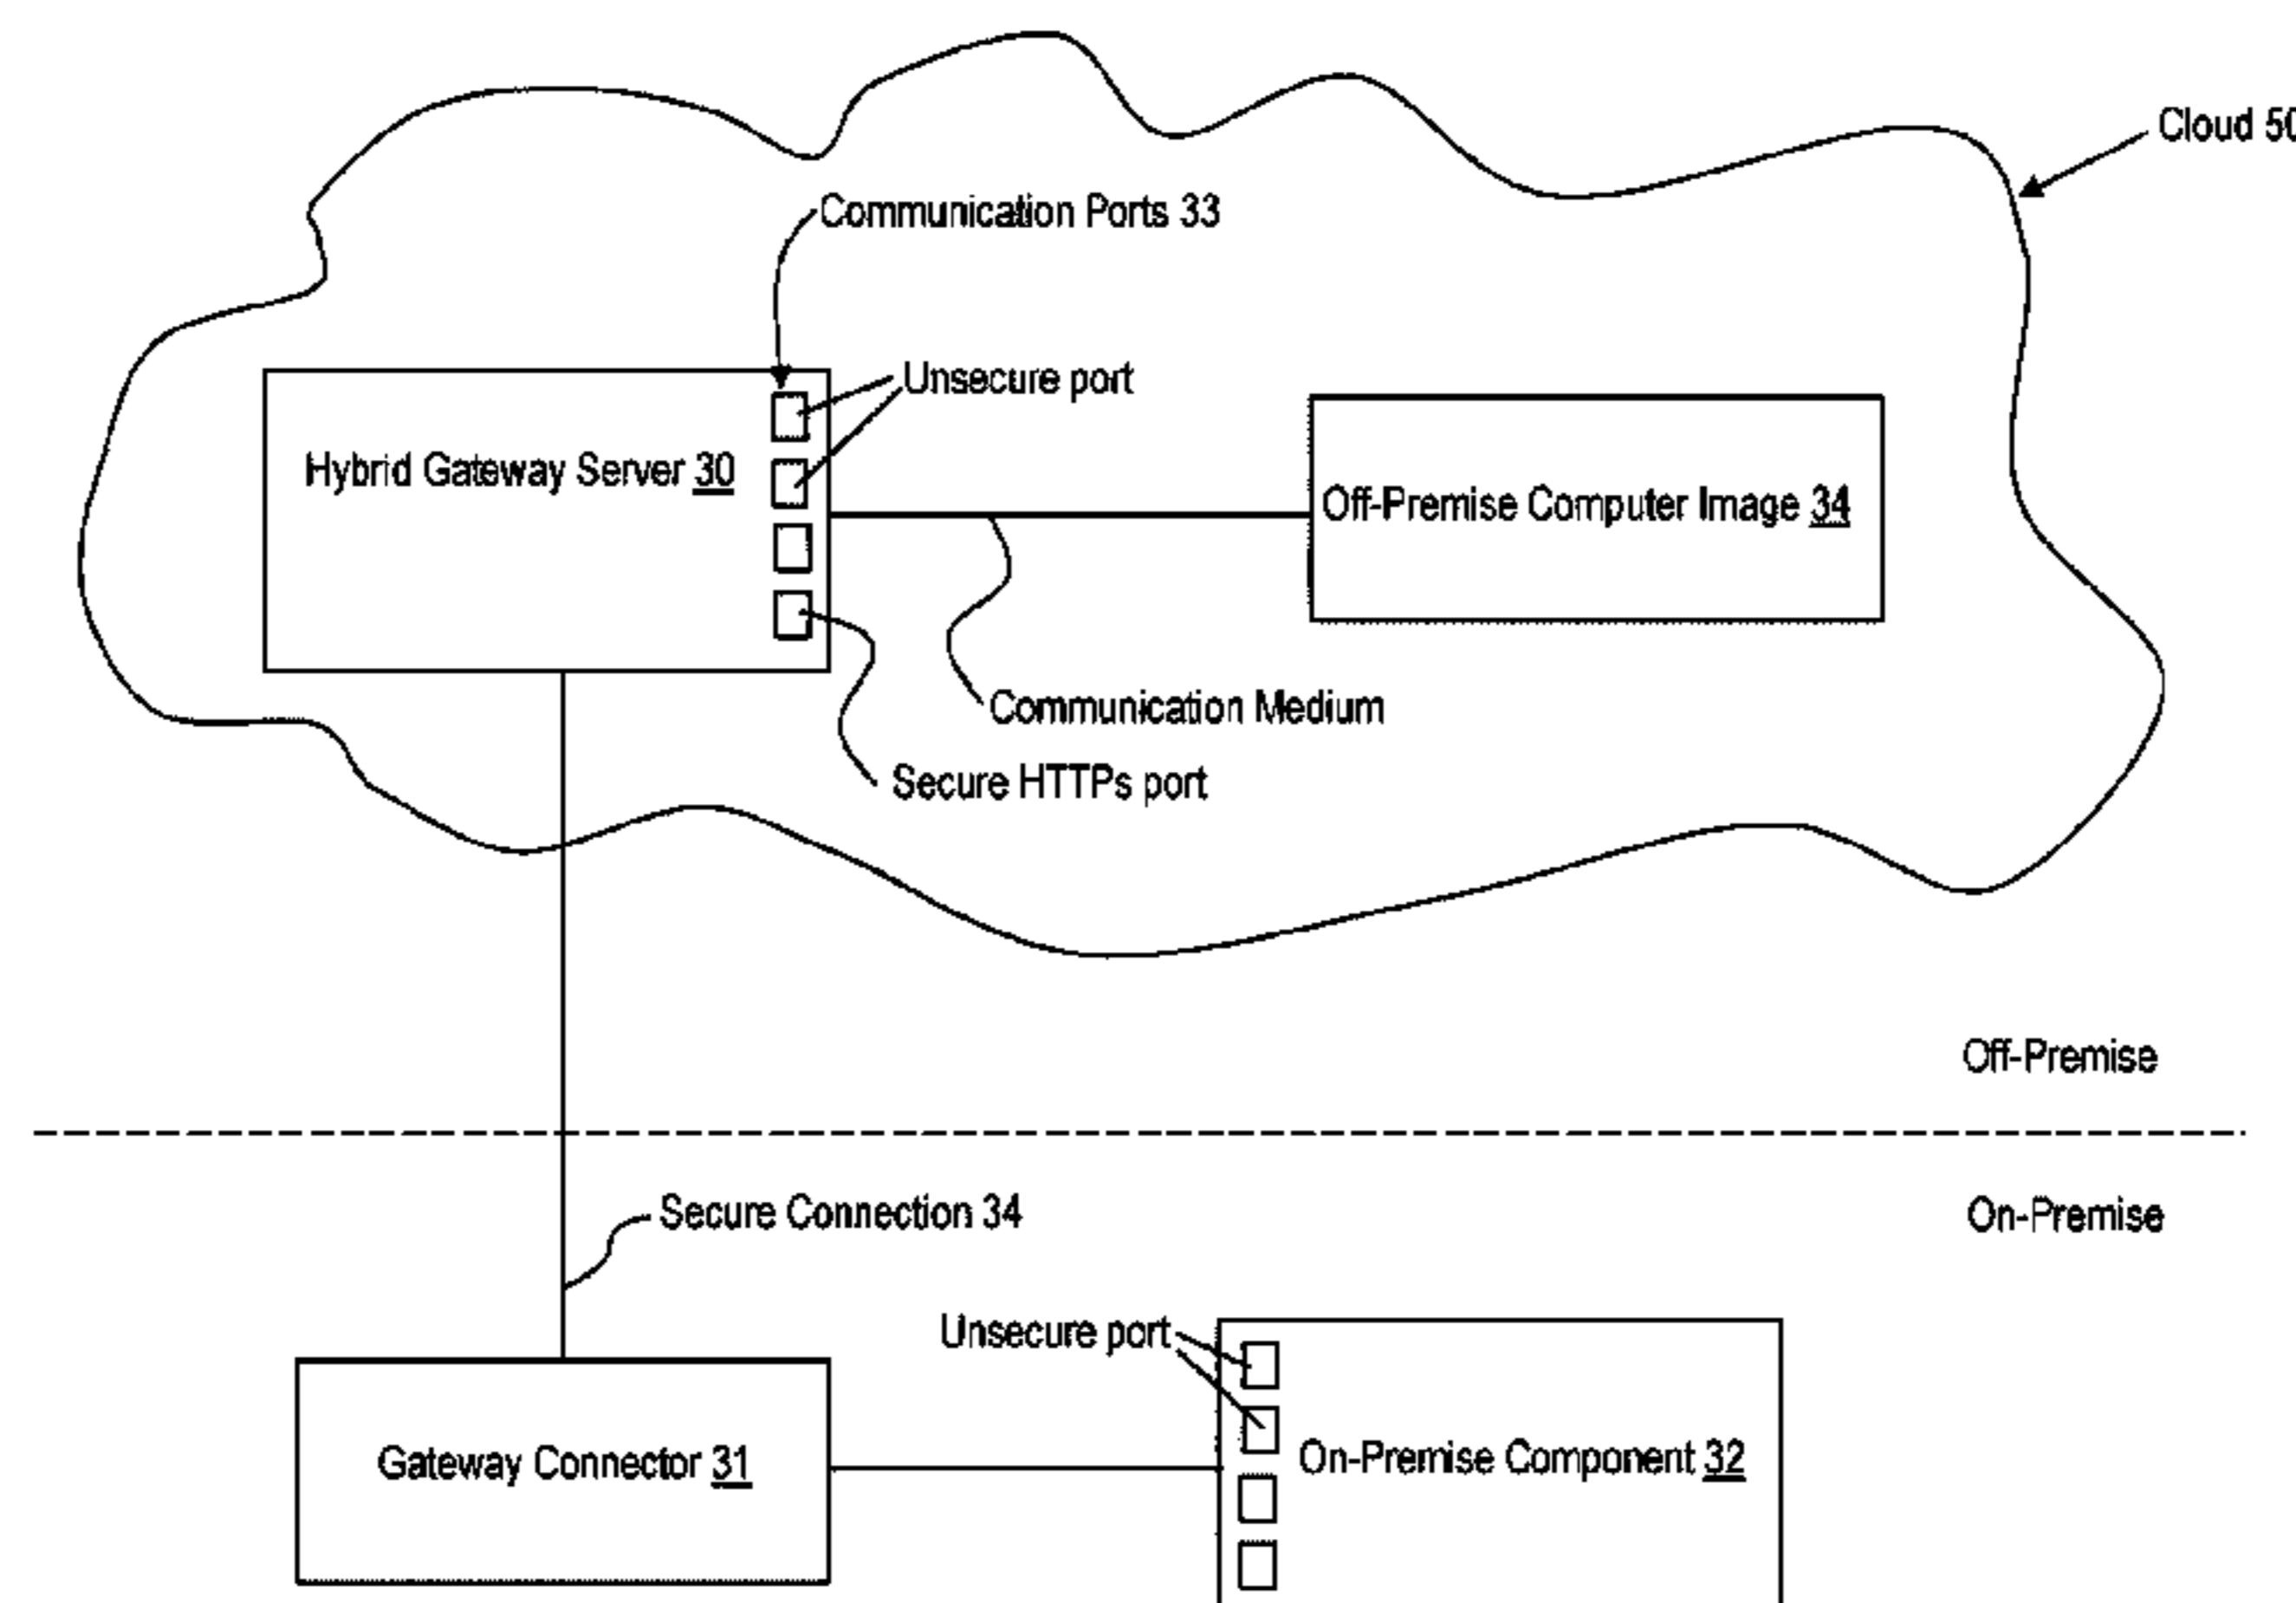 Cloud 50
Communication Ports 33
Unsecure port
Hybrid Gateway Server 30
Off-Premise Computer Image 34
Communication Medium
Secure HTTPs port
Off-Premise
Secure Connection 34
On-Premise
Unsecure port
Gateway Connector 31
On-Premise Component 32